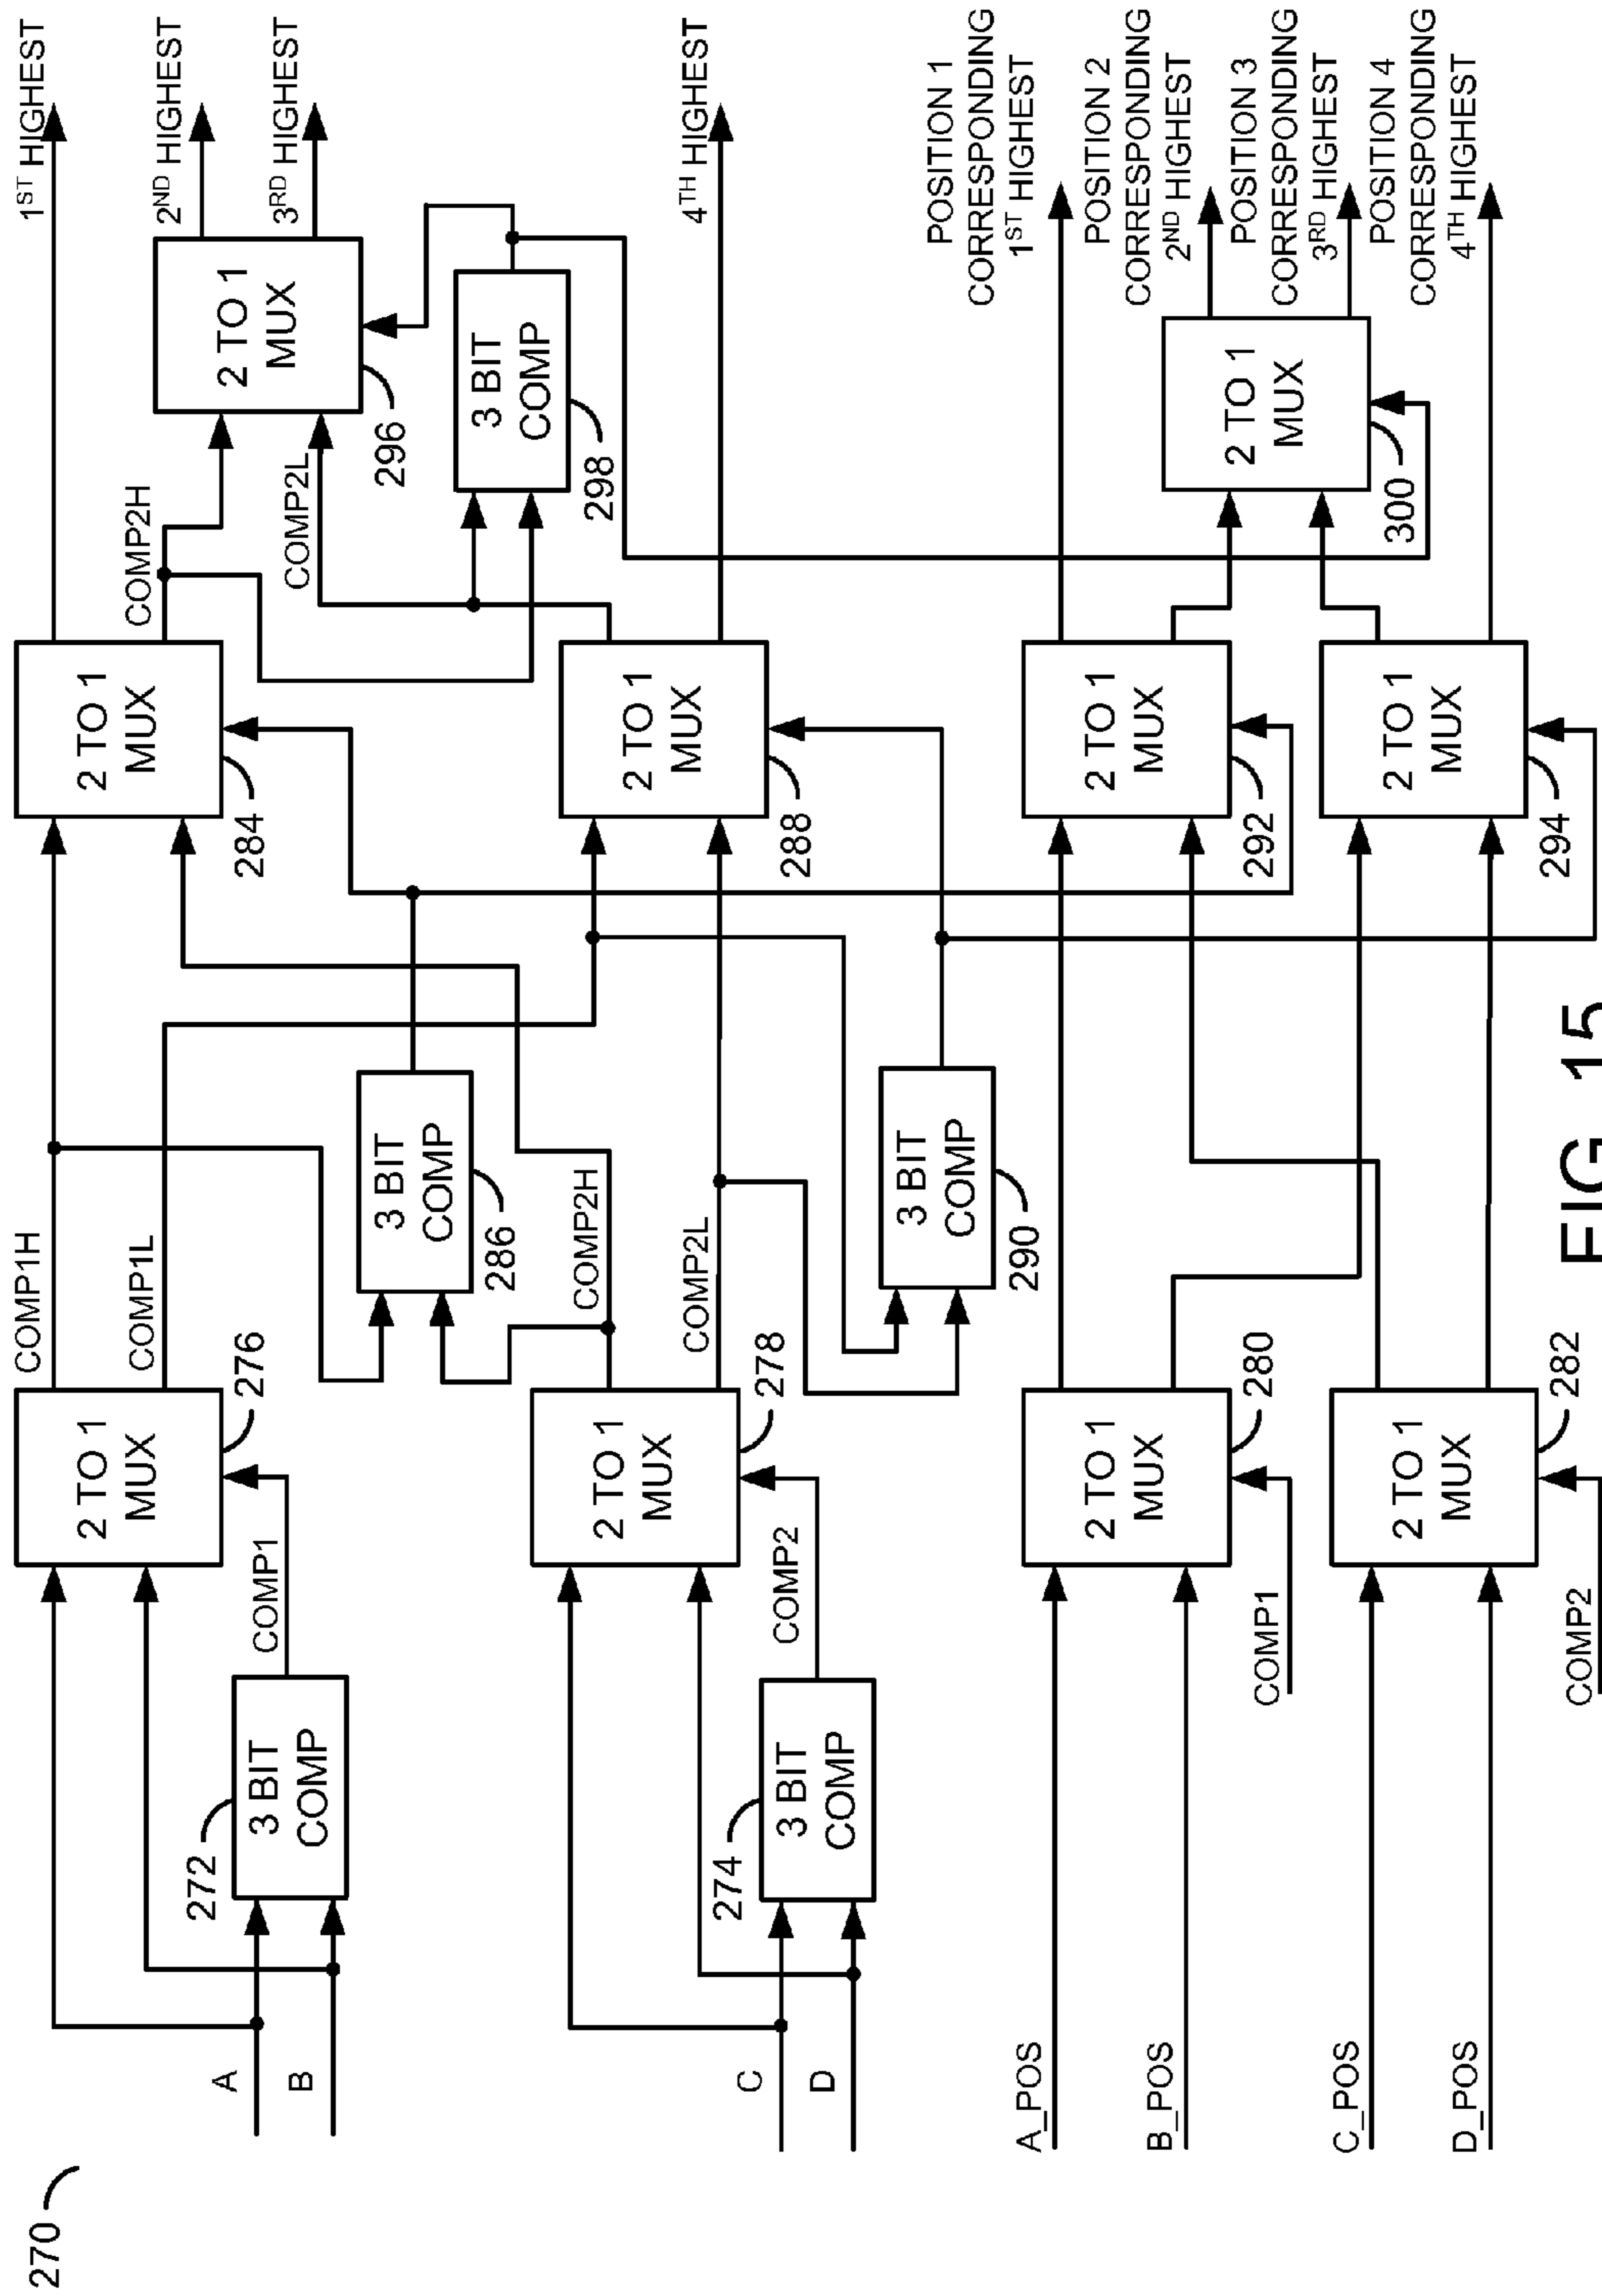 270
A
B
272
3 BIT
COMP
COMP1
2 TO 1
MUX
276
COMP1H
COMP1L
C
D
274
3 BIT
COMP
COMP2
2 TO 1
MUX
278
COMP2H
COMP2L
3 BIT
COMP
286
3 BIT
COMP
290
2 TO 1
MUX
284
COMP2H
COMP2L
2 TO 1
MUX
288
2 TO 1
MUX
296
3 BIT
COMP
298
1ST HIGHEST
2ND HIGHEST
3RD HIGHEST
4TH HIGHEST
A_POS
B_POS
COMP1
2 TO 1
MUX
280
C_POS
D_POS
COMP2
2 TO 1
MUX
282
2 TO 1
MUX
292
2 TO 1
MUX
294
2 TO 1
MUX
300
POSITION 1
CORRESPONDING
1ST HIGHEST
POSITION 2
CORRESPONDING
2ND HIGHEST
POSITION 3
CORRESPONDING
3RD HIGHEST
POSITION 4
CORRESPONDING
4TH HIGHEST
FIG. 15